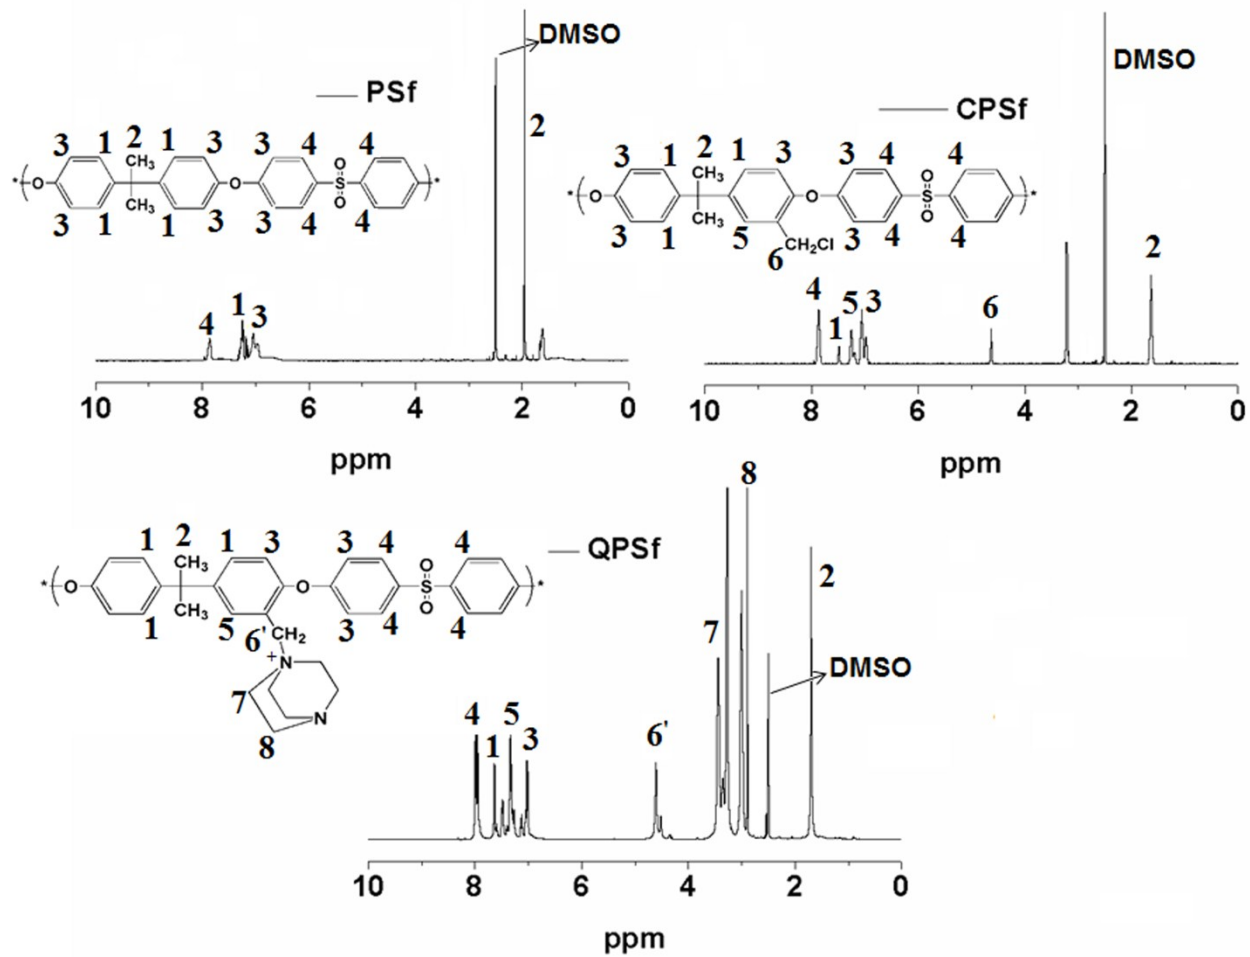 DMSO
PSf
2
3 1 2 1 3 3 4 4
CH₃ O
* ( O O S ) *
CH₃ O
3 1 1 3 3 4 4
4 1 3
10 8 6 4 2 0
ppm
DMSO
CPSf
3 1 2 1 3 3 4 4
CH₃ O
* ( O O S ) *
CH₃ O
3 1 5 3 4 4
6 CH₂Cl
4 1 5 3 6 2
10 8 6 4 2 0
ppm
QPSf
1 2 1 3 3 4 4
CH₃ O
* ( O O S ) *
CH₃ O
1 5 6' CH₂ 3 4 4
+ N
7 N
8
8
2
7
DMSO
4 1 5 3 6'
10 8 6 4 2 0
ppm